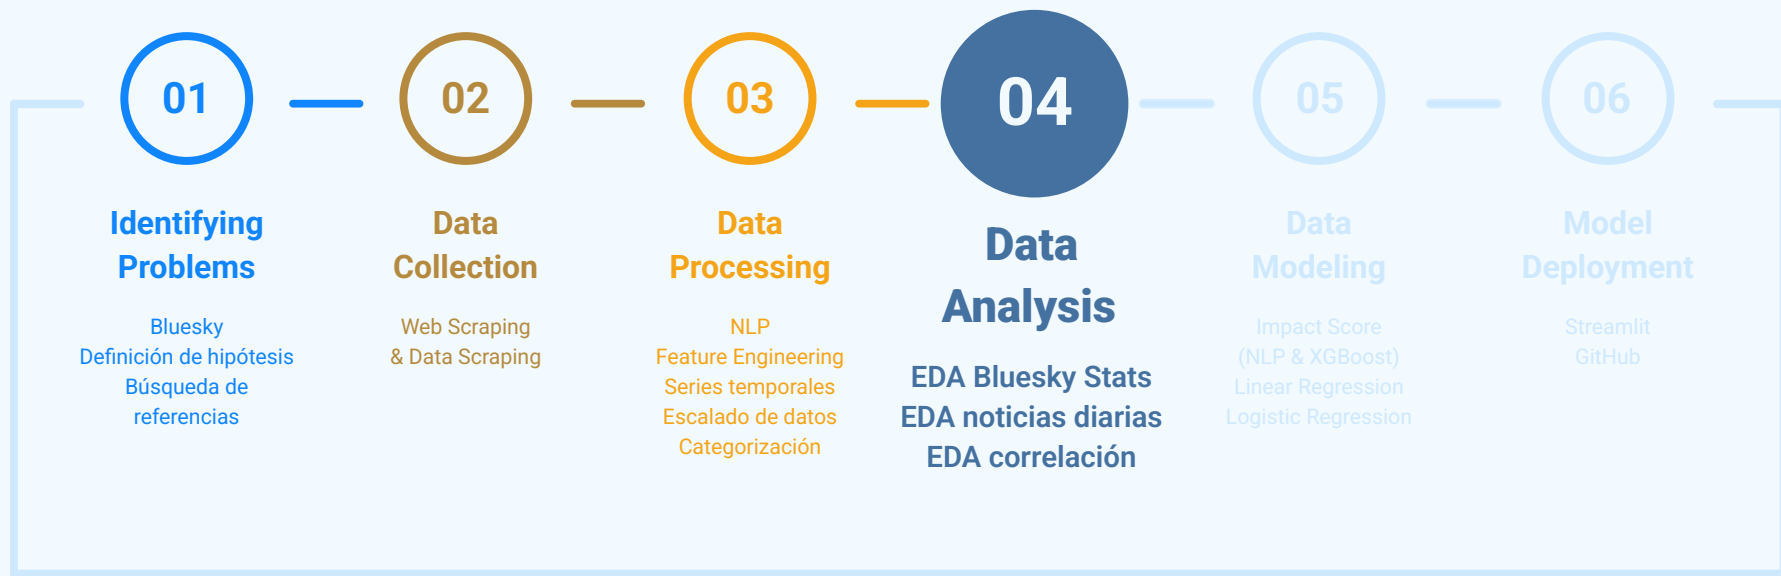 01
Identifying
Problems
Bluesky
Definición de hipótesis
Búsqueda de
referencias
02
Data
Collection
Web Scraping
& Data Scraping
03
Data
Processing
NLP
Feature Engineering
Series temporales
Escalado de datos
Categorización
04
Data
Analysis
EDA Bluesky Stats
EDA noticias diarias
EDA correlación
05
Data
Modeling
Impact Score
(NLP & XGBoost)
Linear Regression
Logistic Regression
06
Model
Deployment
Streamlit
GitHub